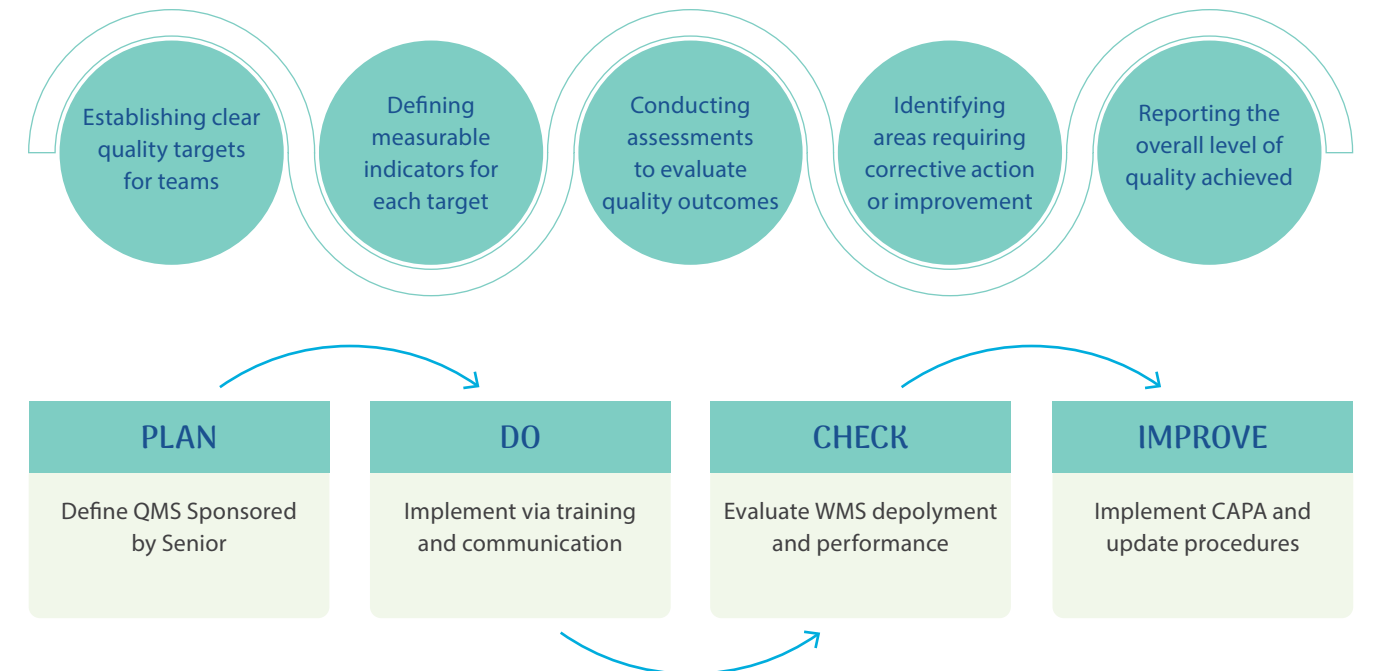 Establishing clear
quality targets
for teams
Defining
measurable
indicators for
each target
Conducting
assessments
to evaluate
quality outcomes
Identifying
areas requiring
corrective action
or improvement
Reporting the
overall level of
quality achieved
PLAN
Define QMS Sponsored
by Senior
DO
Implement via training
and communication
CHECK
Evaluate WMS depolyment
and performance
IMPROVE
Implement CAPA and
update procedures